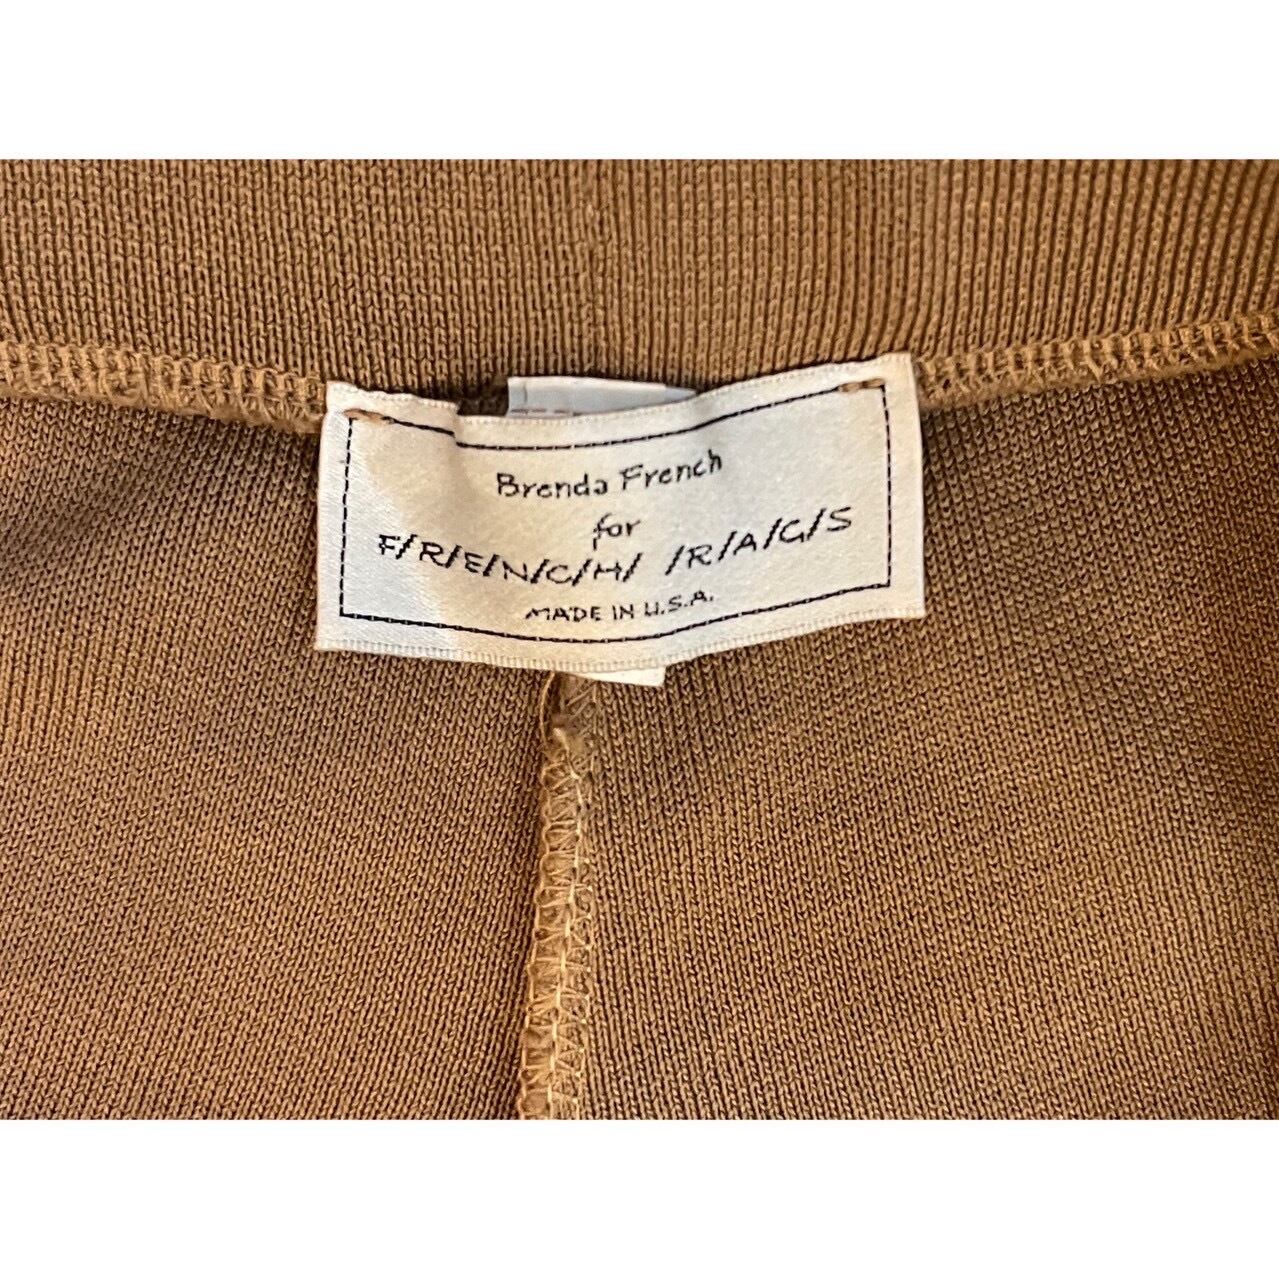 Brenda French
for
F/R/E/N/C/H/ /R/A/G/S
MADE IN U.S.A.